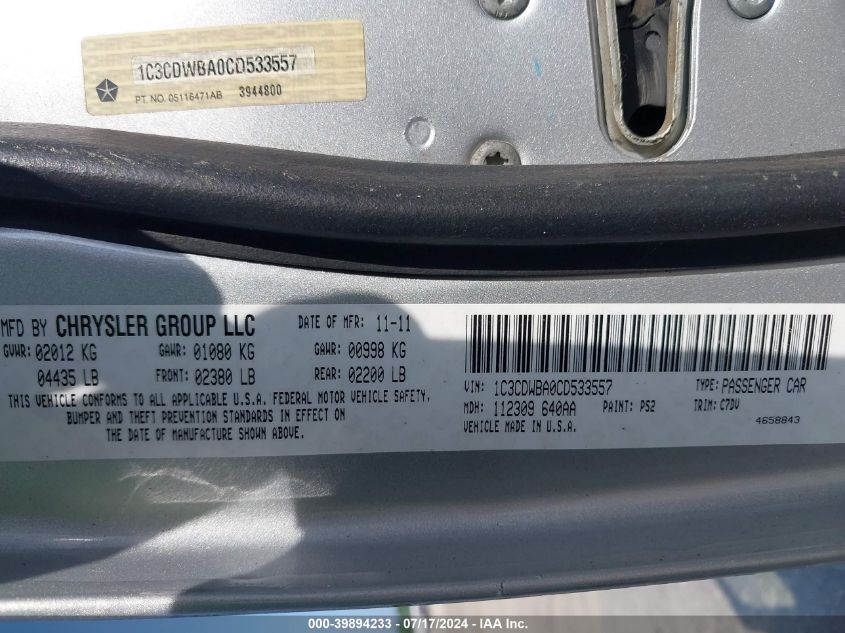 1C3CDWBA0CD533557
PT. NO. 05116471AB 3944800
MFD BY CHRYSLER GROUP LLC DATE OF MFR: 11-11
GVWR: 02012 KG GAWR: 01080 KG GAWR: 00998 KG
04435 LB FRONT: 02380 LB REAR: 02200 LB
THIS VEHICLE CONFORMS TO ALL APPLICABLE U.S.A. FEDERAL MOTOR VEHICLE SAFETY,
BUMPER AND THEFT PREVENTION STANDARDS IN EFFECT ON
THE DATE OF MANUFACTURE SHOWN ABOVE.
VIN: 1C3CDWBA0CD533557 TYPE: PASSENGER CAR
MDH: 112309 640AA PAINT: PS2 TRIM: C7DV
VEHICLE MADE IN U.S.A. 4658843
000-39894233 - 07/17/2024 - IAA, Inc.